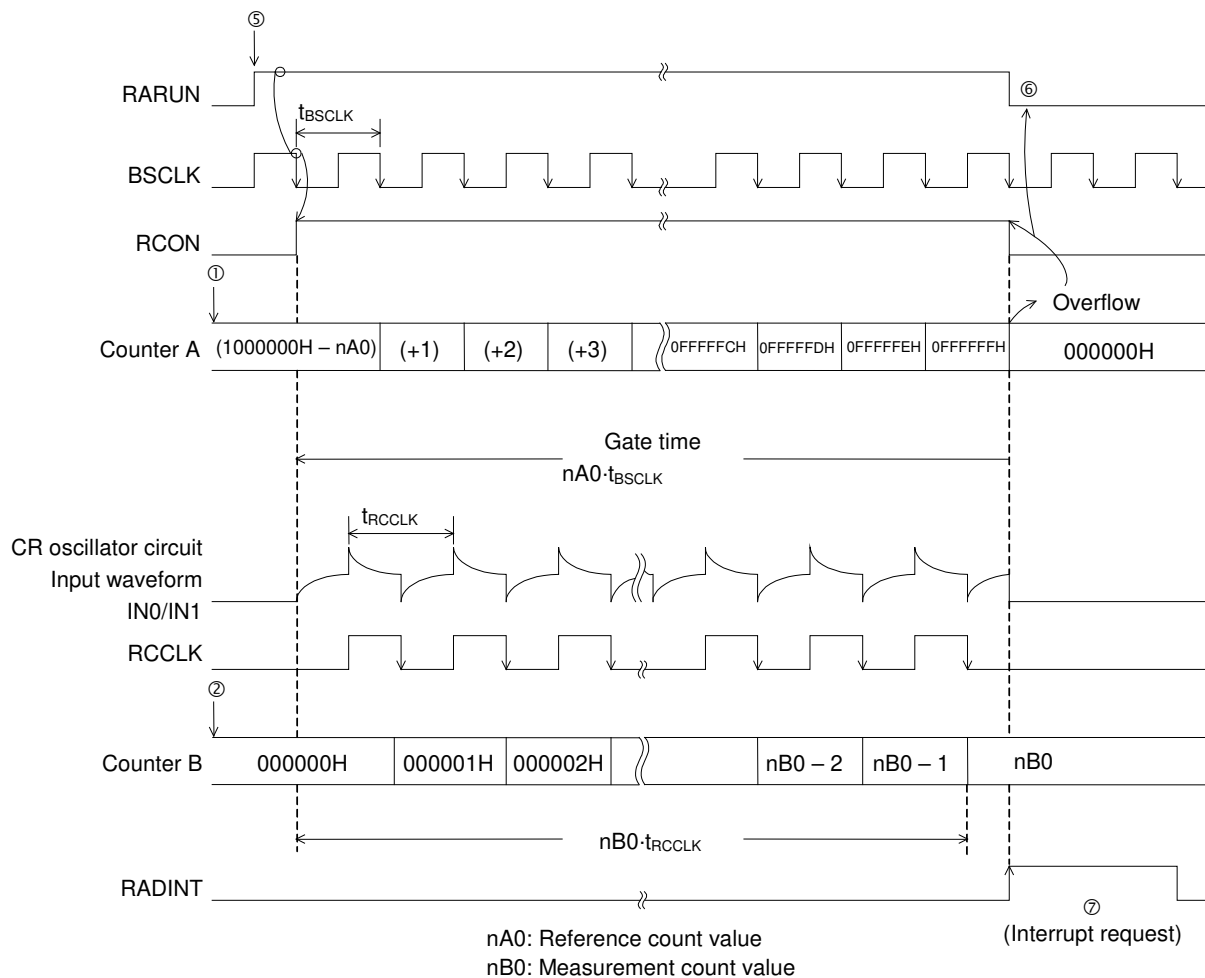 ⑤
RARUN
⑥
tBSCLK
BSCLK
RCON
①
Overflow
Counter A (1000000H – nA0) (+1) (+2) (+3) 0FFFFFCH 0FFFFFDH 0FFFFFEH 0FFFFFFH 000000H
Gate time
nA0·tBSCLK
tRCCLK
CR oscillator circuit
Input waveform
IN0/IN1
RCCLK
②
Counter B 000000H 000001H 000002H nB0 – 2 nB0 – 1 nB0
nB0·tRCCLK
RADINT
⑦
(Interrupt request)
nA0: Reference count value
nB0: Measurement count value